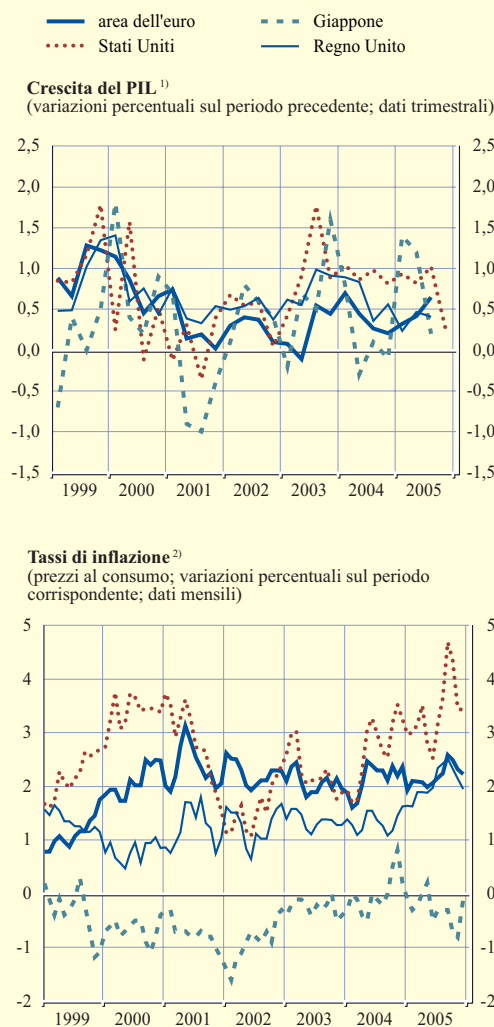 area dell'euro
Giappone
Stati Uniti
Regno Unito
Crescita del PIL 1)
(variazioni percentuali sul periodo precedente; dati trimestrali)
2,5 2,5
2,0 2,0
1,5 1,5
1,0 1,0
0,5 0,5
0,0 0,0
-0,5 -0,5
-1,0 -1,0
-1,5 -1,5
1999 2000 2001 2002 2003 2004 2005
Tassi di inflazione 2)
(prezzi al consumo; variazioni percentuali sul periodo
corrispondente; dati mensili)
5 5
4 4
3 3
2 2
1 1
0 0
-1 -1
-2 -2
1999 2000 2001 2002 2003 2004 2005